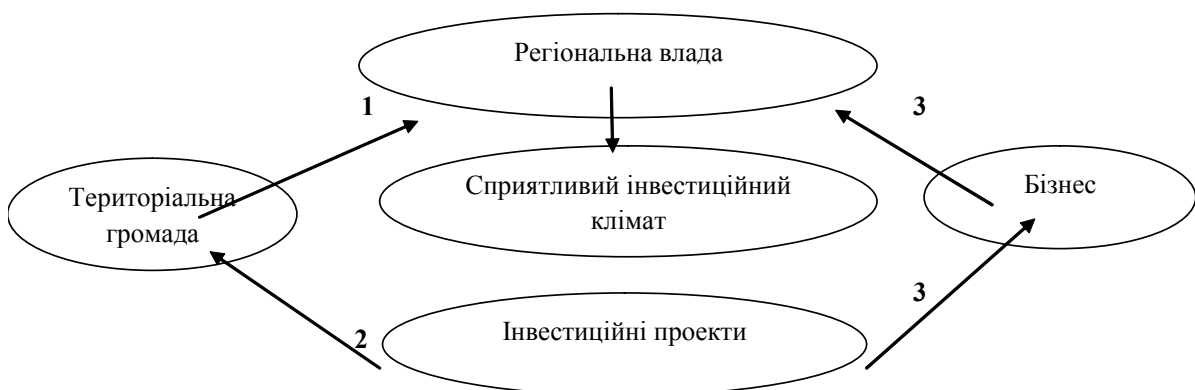 Регіональна влада
1
3
Територіальна
громада
Сприятливий інвестиційний
клімат
Бізнес
3
2
Інвестиційні проекти